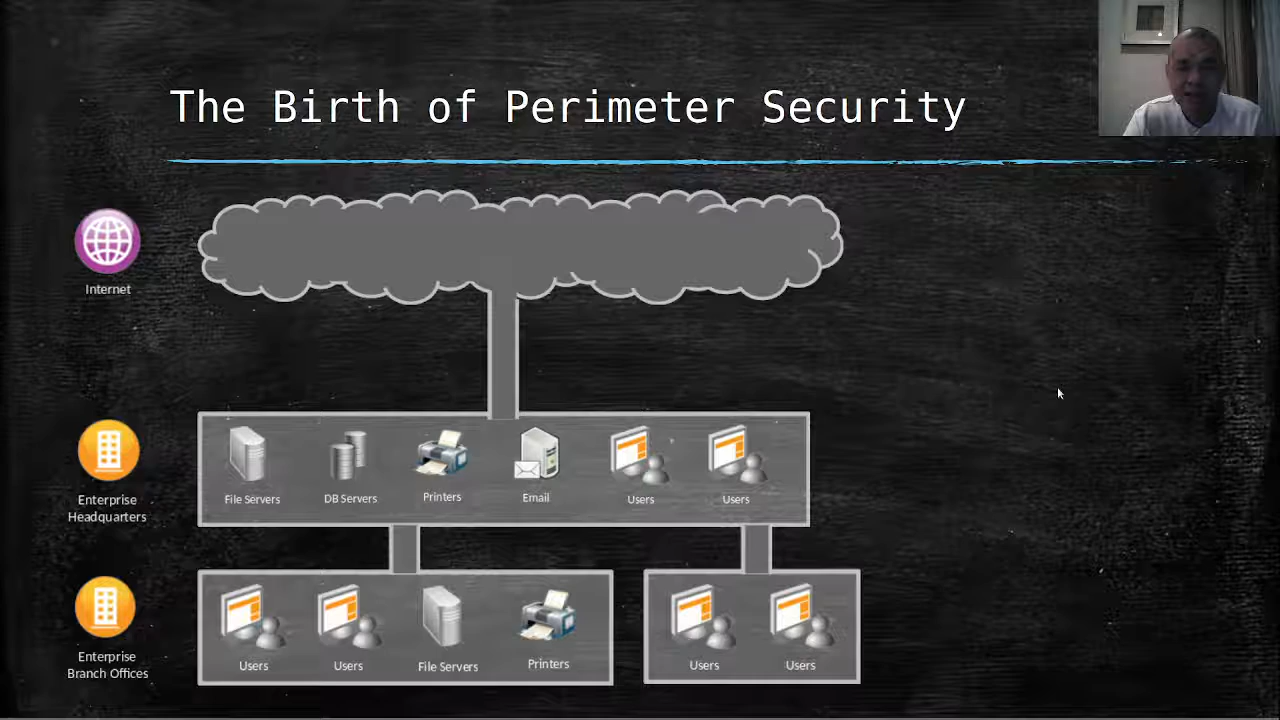 The Birth of Perimeter Security
Internet
Enterprise
Headquarters
File Servers
DB Servers
Printers
Email
Users
Users
Enterprise
Branch Offices
Users
Users
File Servers
Printers
Users
Users